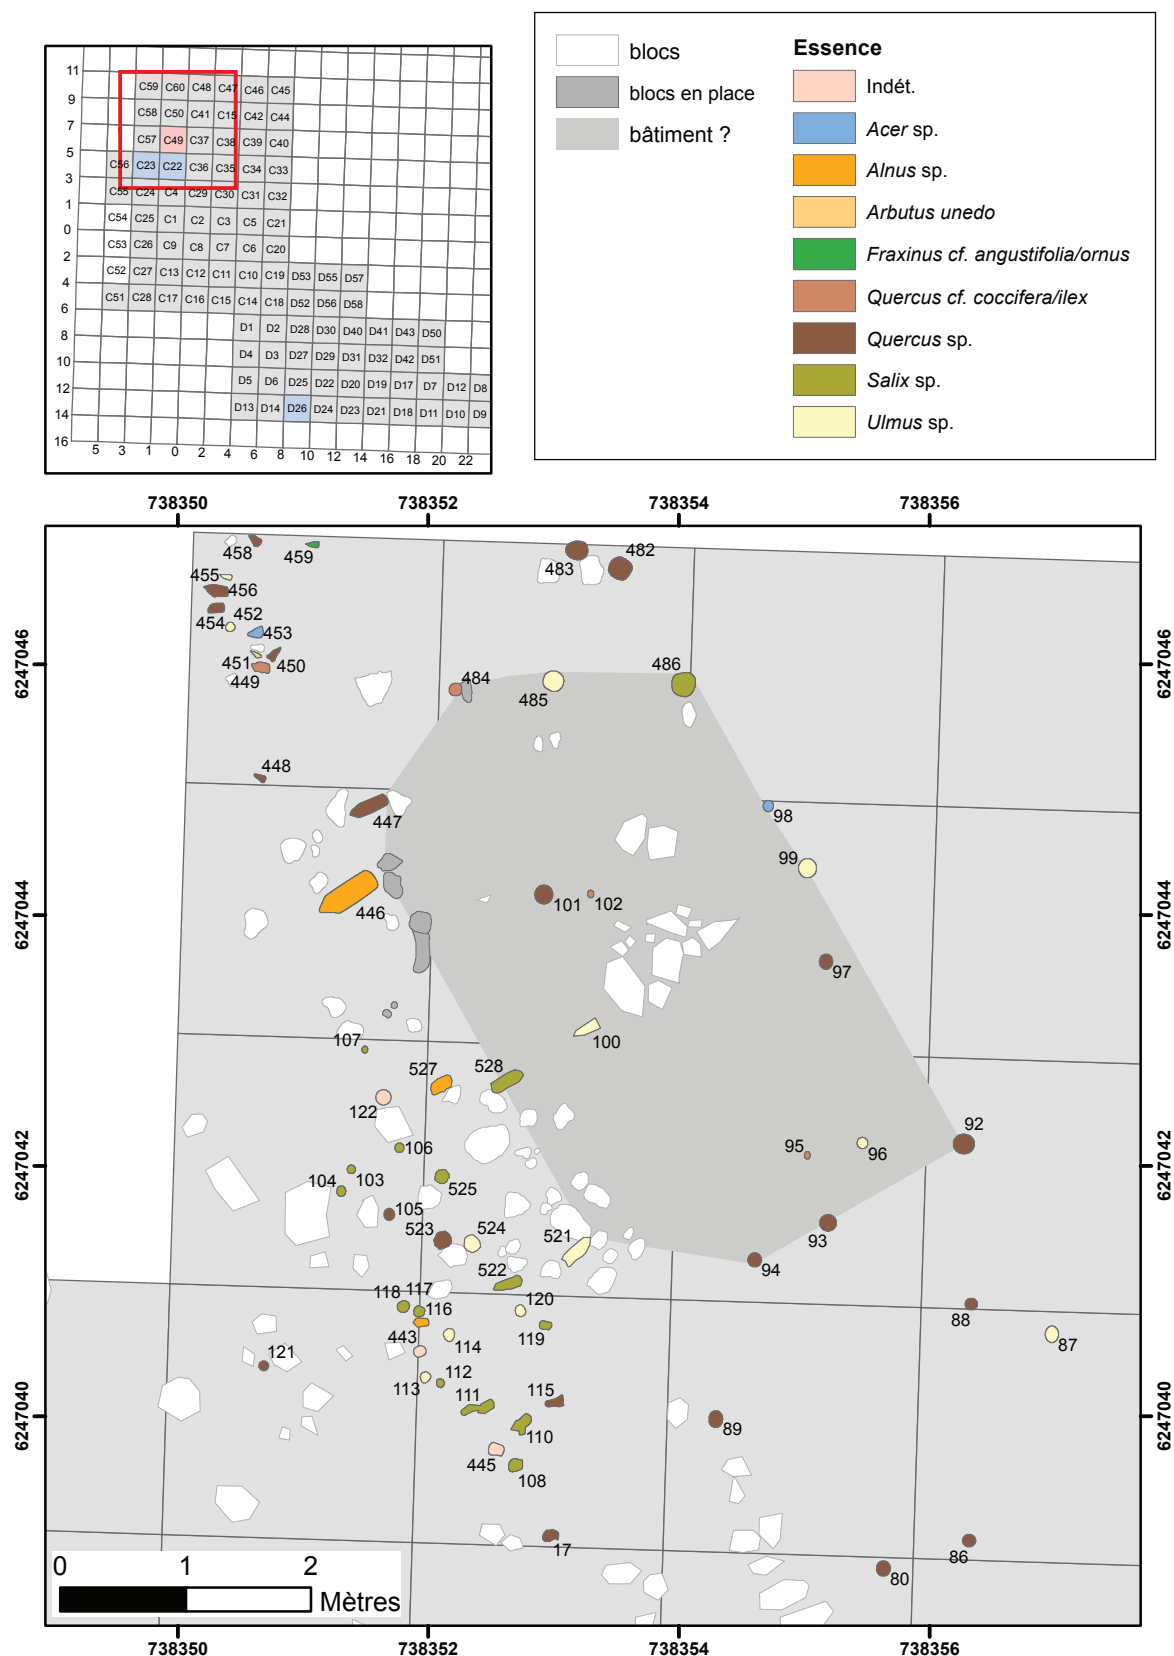 11
C59 C60 C48 C47 C46 C45
9
C58 C50 C41 C15 C42 C44
7
C57 C49 C37 C38 C39 C40
5
C56 C23 C22 C36 C35 C34 C33
3
C55 C24 C4 C29 C30 C31 C32
1
C54 C25 C1 C2 C3 C5 C21
0
C53 C26 C9 C8 C7 C6 C20
2
C52 C27 C13 C12 C11 C10 C19 D53 D55 D57
4
C51 C28 C17 C16 C15 C14 C18 D52 D56 D58
6
D1 D2 D28 D30 D40 D41 D43 D50
8
D4 D3 D27 D29 D31 D32 D42 D51
10
D5 D6 D25 D22 D20 D19 D17 D7 D12 D8
12
D13 D14 D26 D24 D23 D21 D18 D11 D10 D9
14
16
5 3 1 0 2 4 6 8 10 12 14 16 18 20 22
blocs
blocs en place
bâtiment ?
Essence
Indét.
Acer sp.
Alnus sp.
Arbutus unedo
Fraxinus cf. angustifolia/ornus
Quercus cf. coccifera/ilex
Quercus sp.
Salix sp.
Ulmus sp.
738350 738352 738354 738356
458 459 483 482
455
456
454 452
453
451 450
449
6247046 6247046
484 485 486
448
447
98
99
446
101 102
6247044 6247044
97
100
107
527 528
122
92
106
95 96
6247042 6247042
104 103
525
105
523 524 521
93
94
522
118 117
116
120
88
443
114
119
87
121
113 112
111 115
6247040 6247040
110
89
445
108
17
86
80
0 1 2
Mètres
738350 738352 738354 738356